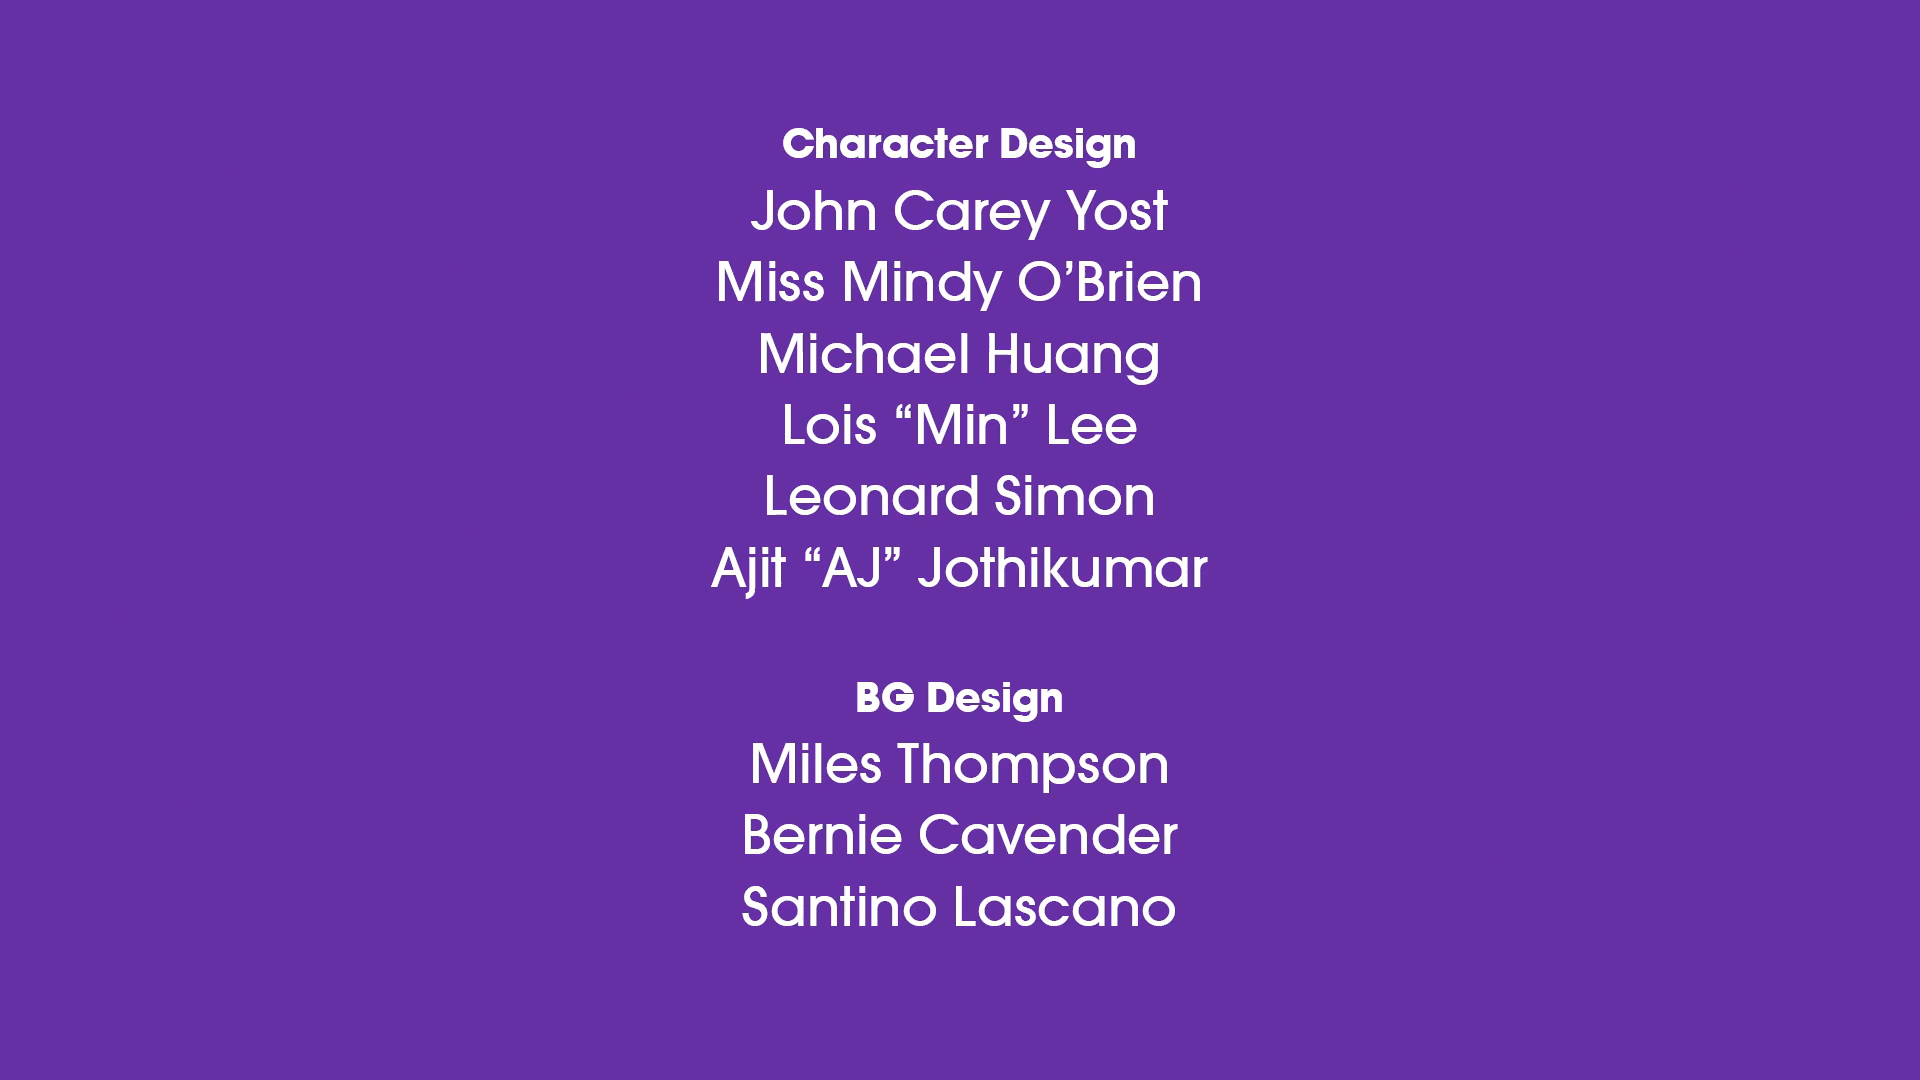 Character Design
John Carey Yost
Miss Mindy O’Brien
Michael Huang
Lois “Min” Lee
Leonard Simon
Ajit “AJ” Jothikumar
BG Design
Miles Thompson
Bernie Cavender
Santino Lascano